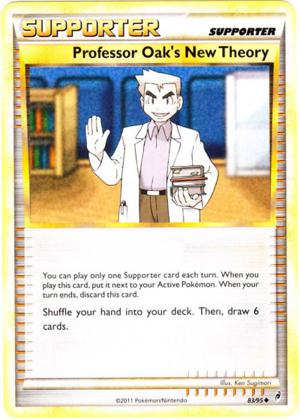 SUPPORTER SUPPORTER
Professor Oak's New Theory
You can play only one Supporter card each turn. When you
play this card, put it next to your Active Pokémon. When your
turn ends, discard this card.
Shuffle your hand into your deck. Then, draw 6
cards.
Illus. Ken Sugimori
©2011 Pokémon/Nintendo 83/95